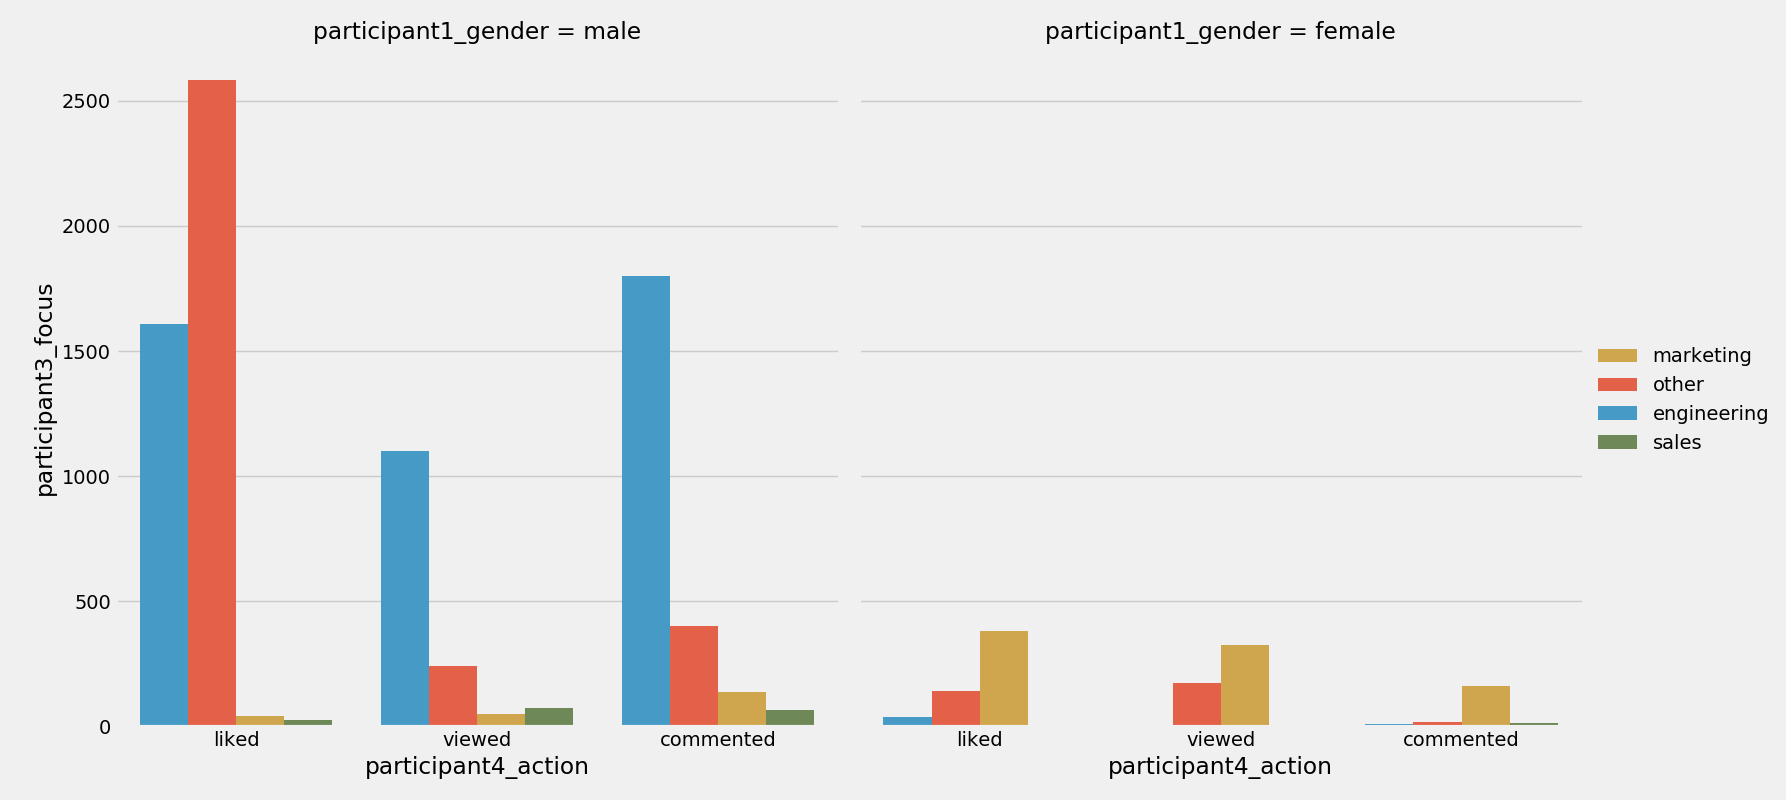 participant1_gender = male
participant1_gender = female
participant3_focus
2500
2000
1500
1000
500
0
liked
viewed
commented
liked
viewed
commented
participant4_action
participant4_action
marketing
other
engineering
sales